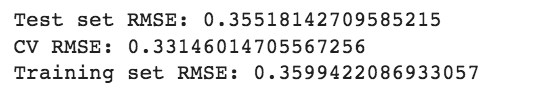 Test set RMSE: 0.35518142709585215
CV RMSE: 0.33146014705567256
Training set RMSE: 0.3599422086933057